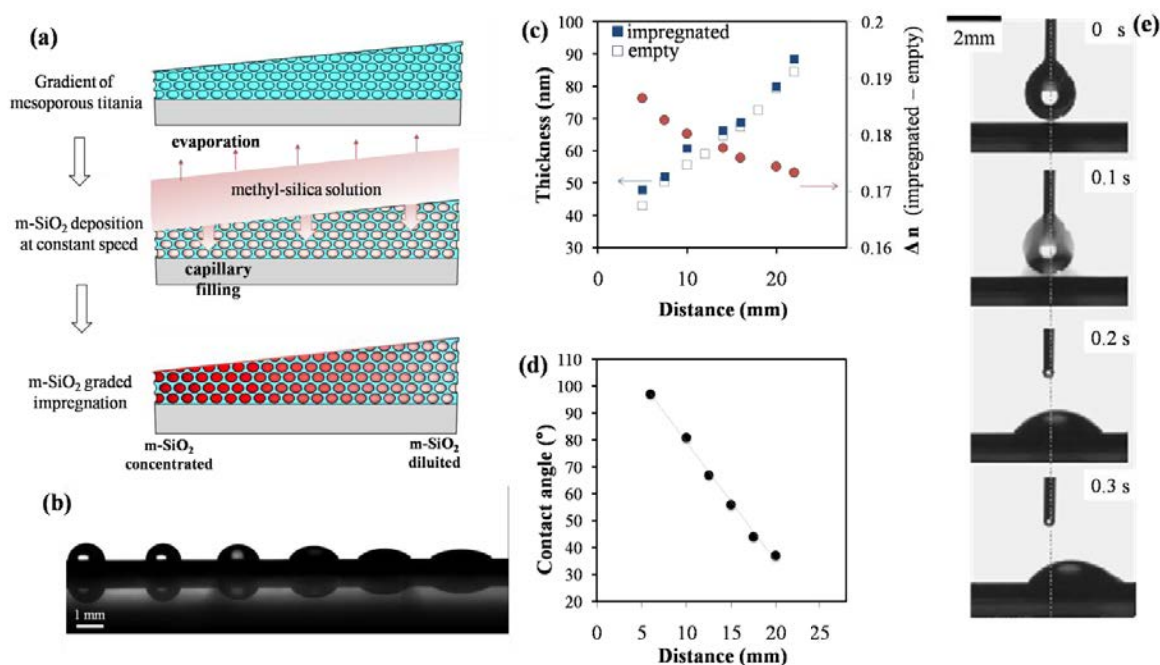 (a)
Gradient of
mesoporous titania
evaporation
methyl-silica solution
m-SiO₂ deposition
at constant speed
capillary
filling
m-SiO₂ graded
impregnation
m-SiO₂
concentrated
m-SiO₂
diluted
(b)
1 mm
(c)
impregnated
empty
Thickness (nm)
100
90
80
70
60
50
40
30
0.2
0.19
0.18
0.17
0.16
Δn (impregnated – empty)
0
10
20
Distance (mm)
(d)
Contact angle (°)
110
100
90
80
70
60
50
40
30
20
0
5
10
15
20
25
Distance (mm)
(e)
2mm
0 s
0.1 s
0.2 s
0.3 s